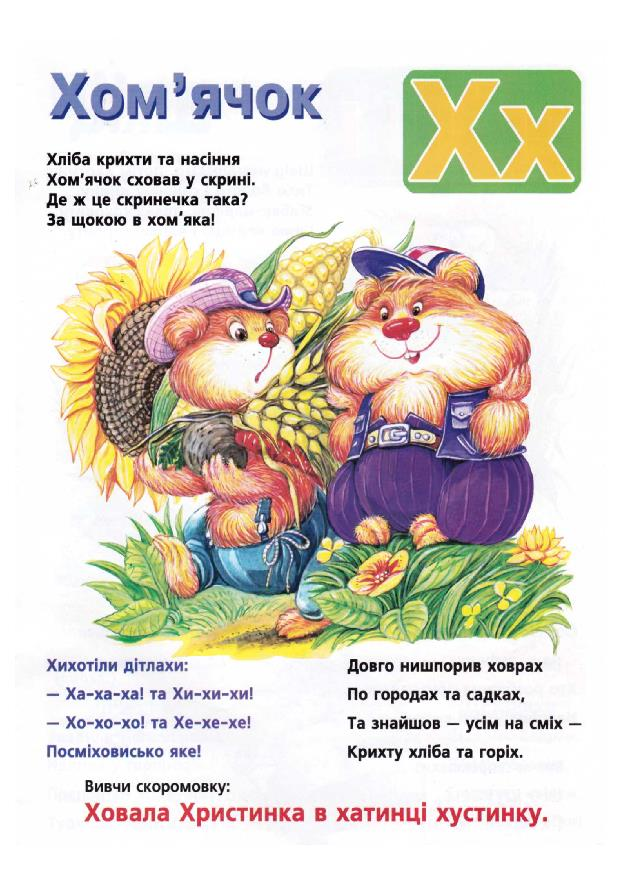 Хом’ячок
Хх
Хліба крихти та насіння
Хом’ячок сховав у скрині.
Де ж це скринечка така?
За щокою в хом’яка!
Хихотіли дітлахи:
— Ха-ха-ха! та Хи-хи-хи!
— Хо-хо-хо! та Хе-хе-хе!
Посміховисько яке!
Довго нишпорив ховрах
По городах та садках,
Та знайшов — усім на сміх —
Крихту хліба та горіх.
Вивчи скоромовку:
Ховала Христинка в хатинці хустинку.